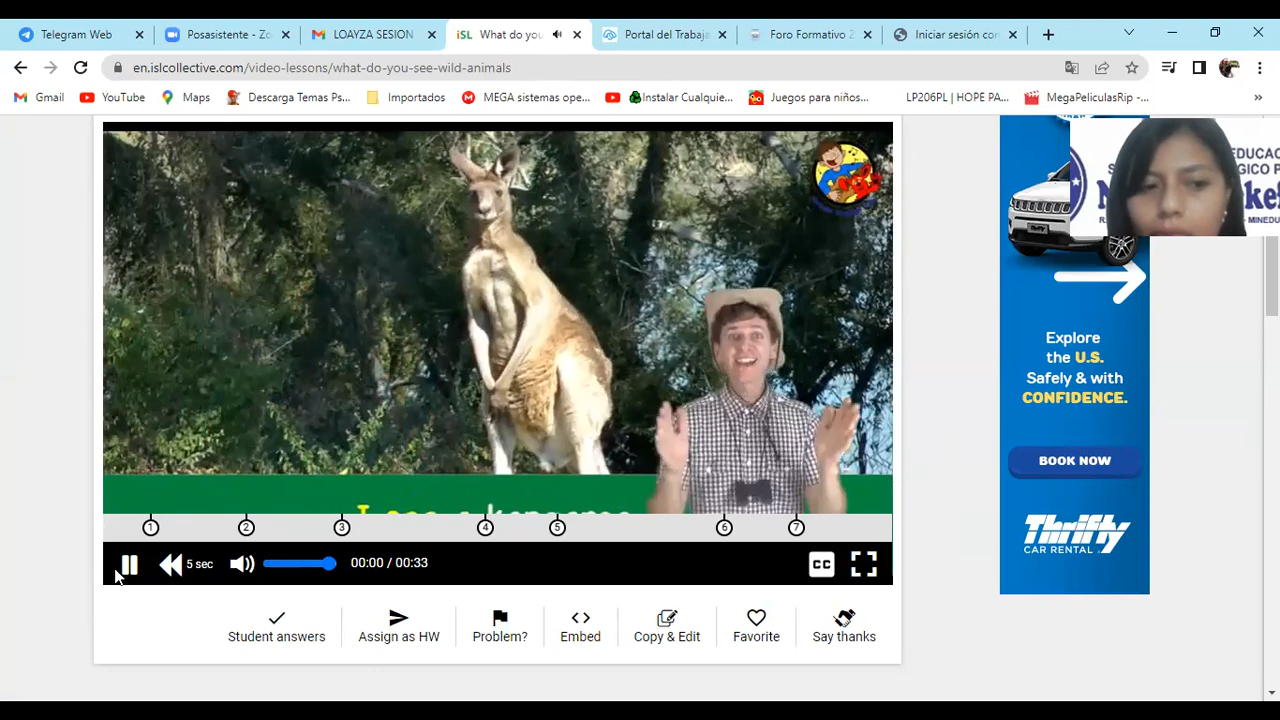 Telegram Web
Posasistente - Zo
LOAYZA SESION
iSL What do you
Portal del Trabaja
Foro Formativo 2
Iniciar sesión con
en.islcollective.com/video-lessons/what-do-you-see-wild-animals
Gmail
YouTube
Maps
Descarga Temas Ps...
Importados
MEGA sistemas ope...
Instalar Cualquie...
Juegos para niños...
LP206PL | HOPE PA...
MegaPeliculasRip -...
»
I see a kangaroo
1 2 3 4 5 6 7
5 sec
00:00 / 00:33
CC
Student answers
Assign as HW
Problem?
Embed
Copy & Edit
Favorite
Say thanks
Explore
the U.S.
Safely & with
CONFIDENCE.
BOOK NOW
Thrifty
CAR RENTAL